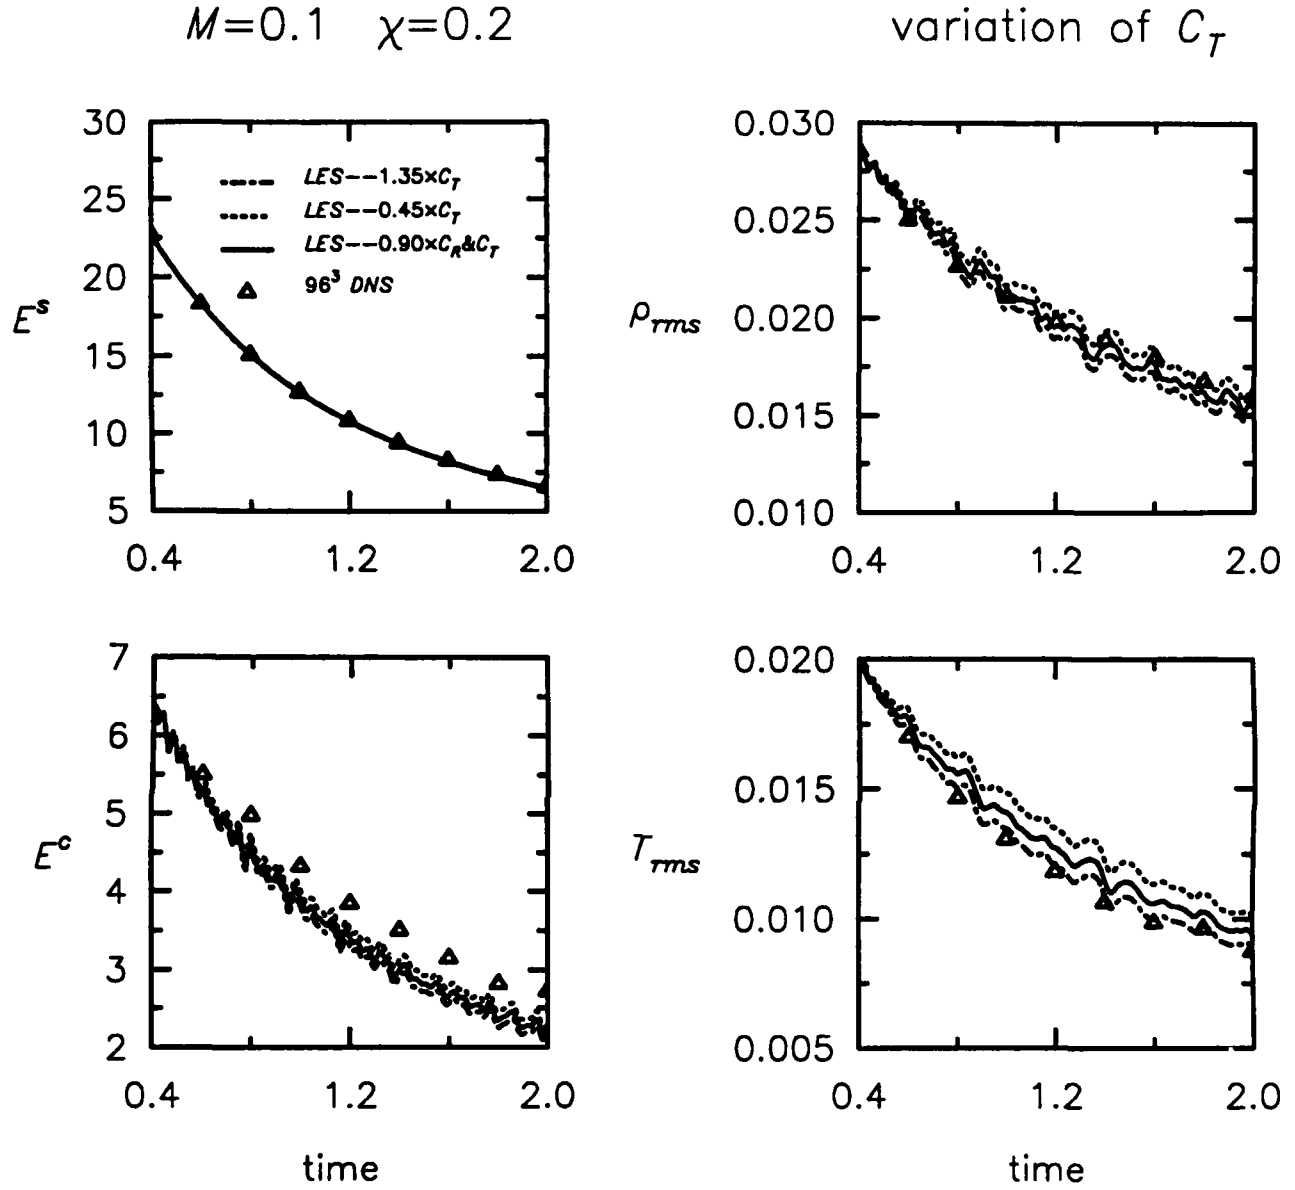 M=0.1 χ=0.2
variation of C_T
30
25
20
15
10
5
E^s
LES--1.35×C_T
LES--0.45×C_T
LES--0.90×C_R&C_T
96³ DNS
0.4 1.2 2.0
0.030
0.025
0.020
0.015
0.010
ρ_rms
0.4 1.2 2.0
7
6
5
4
3
2
E^c
0.4 1.2 2.0
time
0.020
0.015
0.010
0.005
T_rms
0.4 1.2 2.0
time